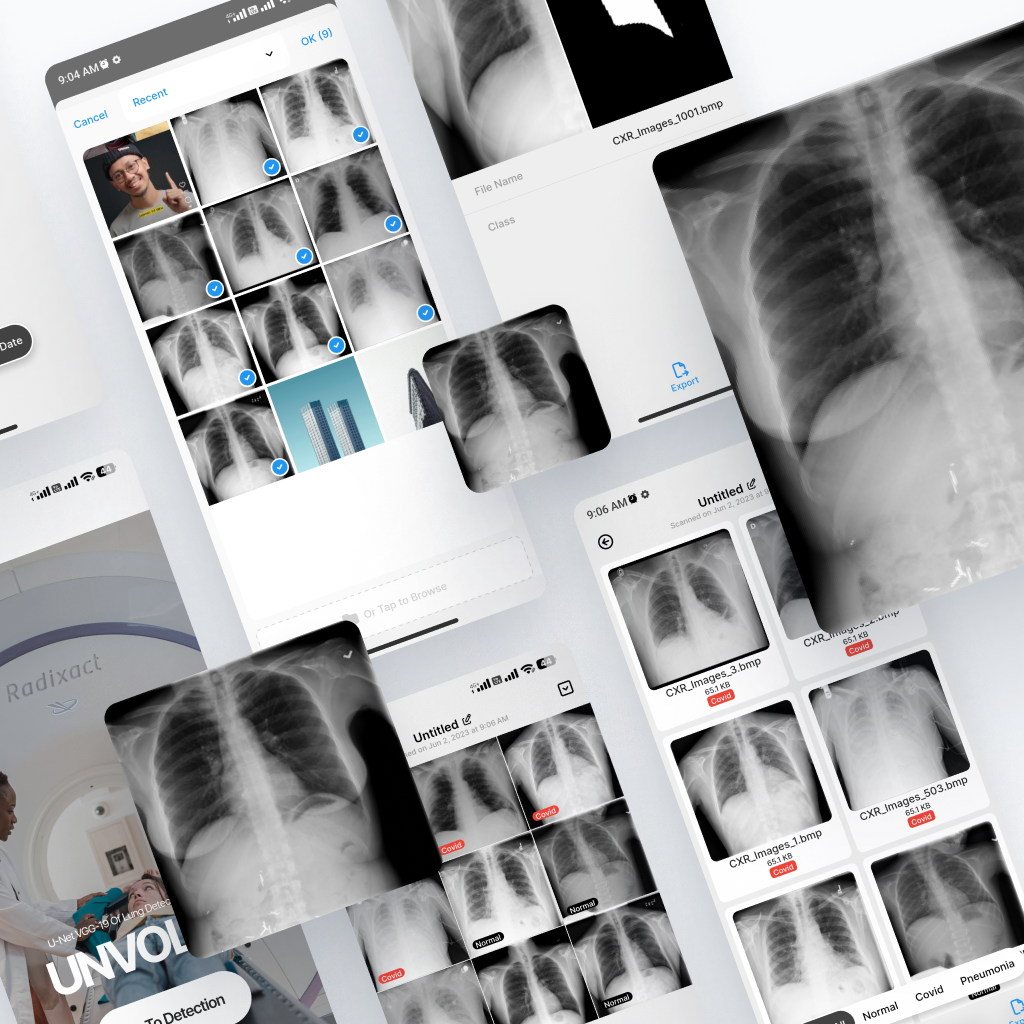 9:04 AM
Cancel
Recent
OK (9)
CXR_Images_1001.bmp
File Name
Class
Export
Date
Or Tap to Browse
44
Radixact
U-Net VGG-19 Of Lung Detec
UNVOL
To Detection
44
Untitled
ned on Jun 2, 2023 at 9:06 AM
Covid
Covid
Normal
Normal
Covid
Normal
9:06 AM
Untitled
Scanned on Jun 2, 2023 at 9
CXR_Images_3.bmp
65.1 KB
Covid
CXR_Images_2.bmp
65.1 KB
Covid
CXR_Images_1.bmp
65.1 KB
Covid
CXR_Images_503.bmp
65.1 KB
Covid
Normal
Covid
Pneumonia
Normal